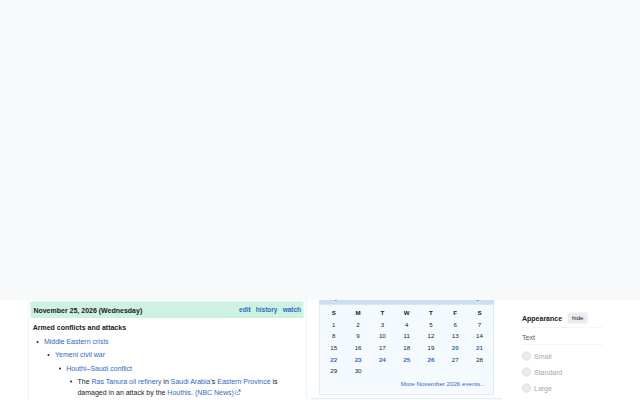 November 25, 2026 (Wednesday) edit history watch
Armed conflicts and attacks
• Middle Eastern crisis
• Yemeni civil war
• Houthi–Saudi conflict
• The Ras Tanura oil refinery in Saudi Arabia's Eastern Province is
damaged in an attack by the Houthis. (NBC News)
S M T W T F S
1 2 3 4 5 6 7
8 9 10 11 12 13 14
15 16 17 18 19 20 21
22 23 24 25 26 27 28
29 30
More November 2026 events...
Appearance hide
Text
Small
Standard
Large